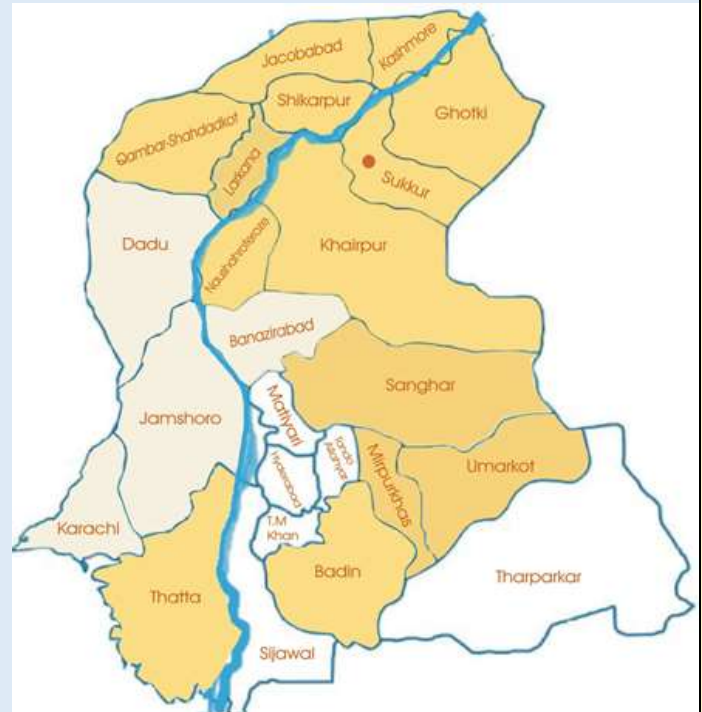 Jacobabad
Kashmore
Shikarpur
Ghotki
Qambar-Shahdadkot
Larkana
Sukkur
Dadu
Naushahroferoze
Khairpur
Banazirabad
Sanghar
Matiyari
Jamshoro
Tando
Allahyar
Mirpurkhas
Umarkot
Hyderabad
Karachi
T.M
Khan
Badin
Tharparkar
Thatta
Sijawal